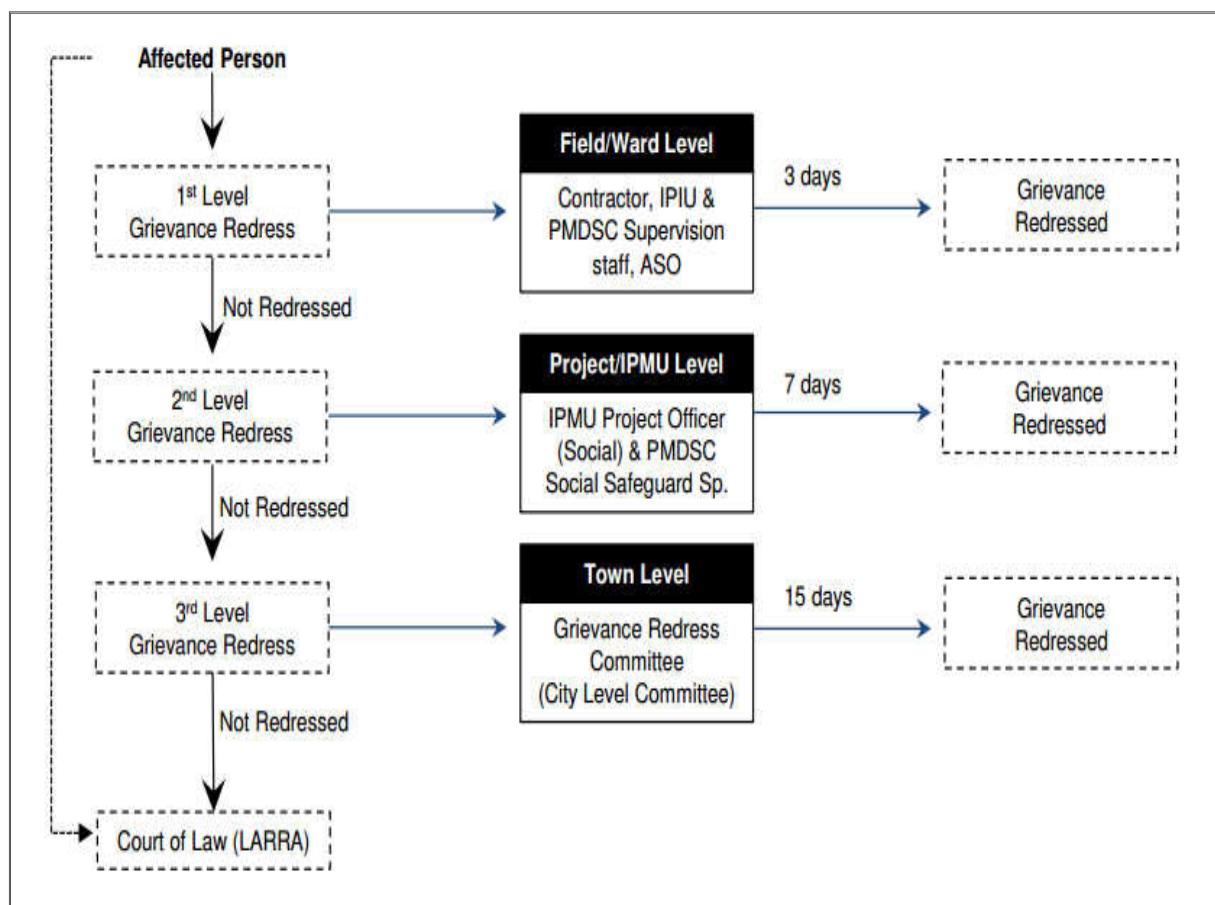 Affected Person
1st Level
Grievance Redress
Field/Ward Level
Contractor, IPIU &
PMDSC Supervision
staff, ASO
3 days
Grievance
Redressed
Not Redressed
2nd Level
Grievance Redress
Project/IPMU Level
IPMU Project Officer
(Social) & PMDSC
Social Safeguard Sp.
7 days
Grievance
Redressed
Not Redressed
3rd Level
Grievance Redress
Town Level
Grievance Redress
Committee
(City Level Committee)
15 days
Grievance
Redressed
Not Redressed
Court of Law (LARRA)